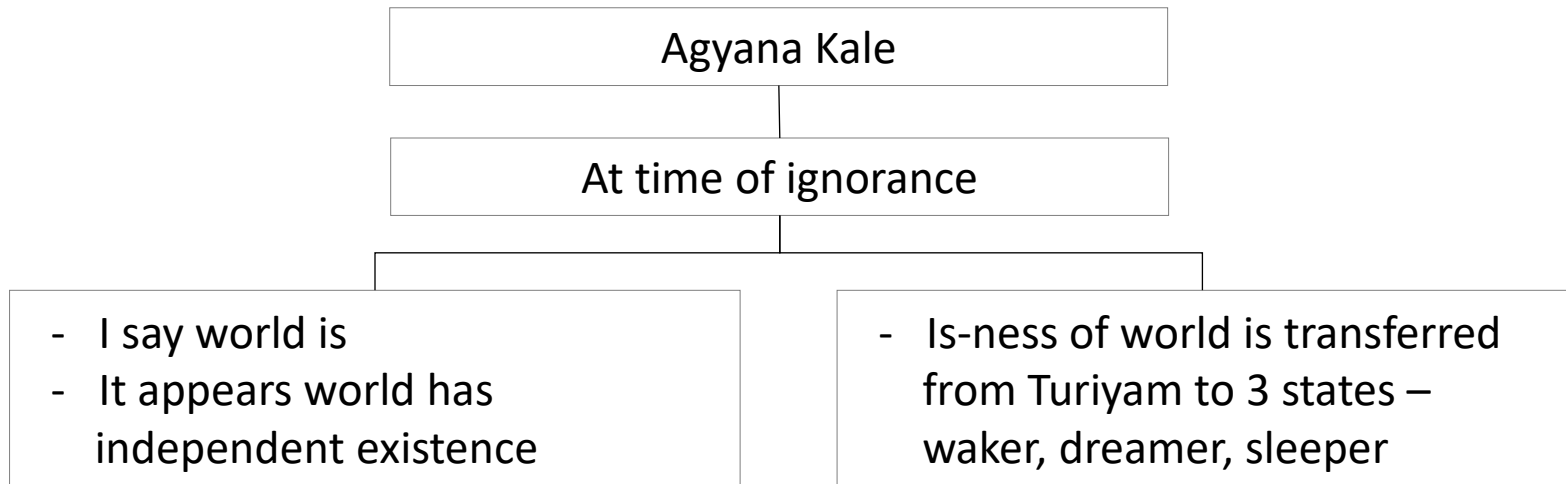 Agyana Kale
At time of ignorance
- I say world is
- It appears world has
independent existence
- Is-ness of world is transferred
from Turiyam to 3 states –
waker, dreamer, sleeper